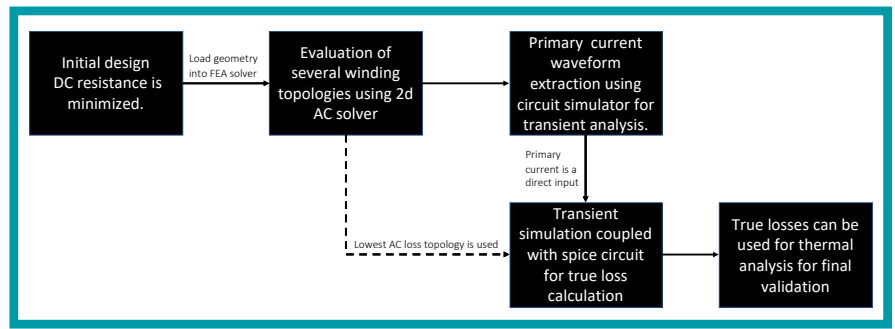 Initial design
DC resistance is
minimized.
Load geometry
into FEA solver
Evaluation of
several winding
topologies using 2d
AC solver
Primary current
waveform
extraction using
circuit simulator for
transient analysis.
Primary
current is a
direct input
Lowest AC loss topology is used
Transient
simulation coupled
with spice circuit
for true loss
calculation
True losses can be
used for thermal
analysis for final
validation